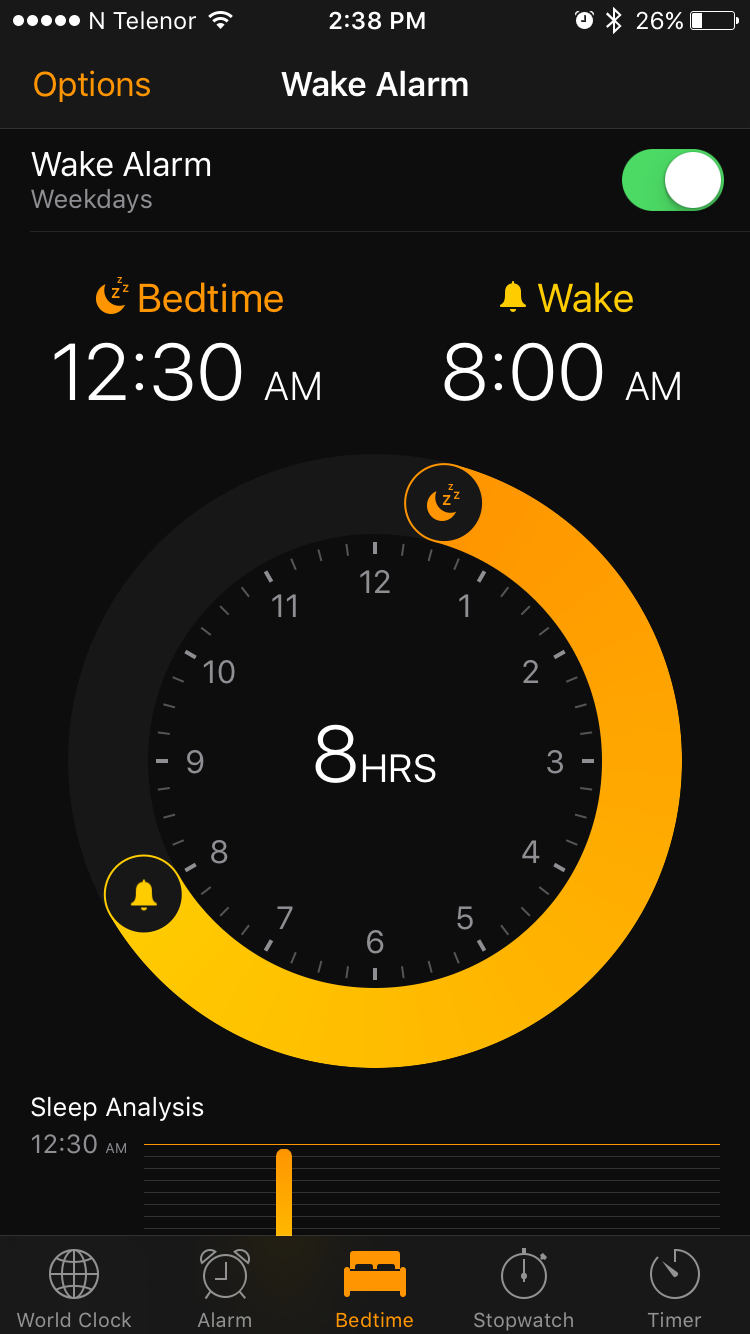 N Telenor 2:38 PM 26%
Options Wake Alarm
Wake Alarm
Weekdays
z z z Bedtime Wake
12:30 AM 8:00 AM
z z z
12
11 1
10 2
9 8HRS 3
8 4
7 5
6
Sleep Analysis
12:30 AM
World Clock Alarm Bedtime Stopwatch Timer